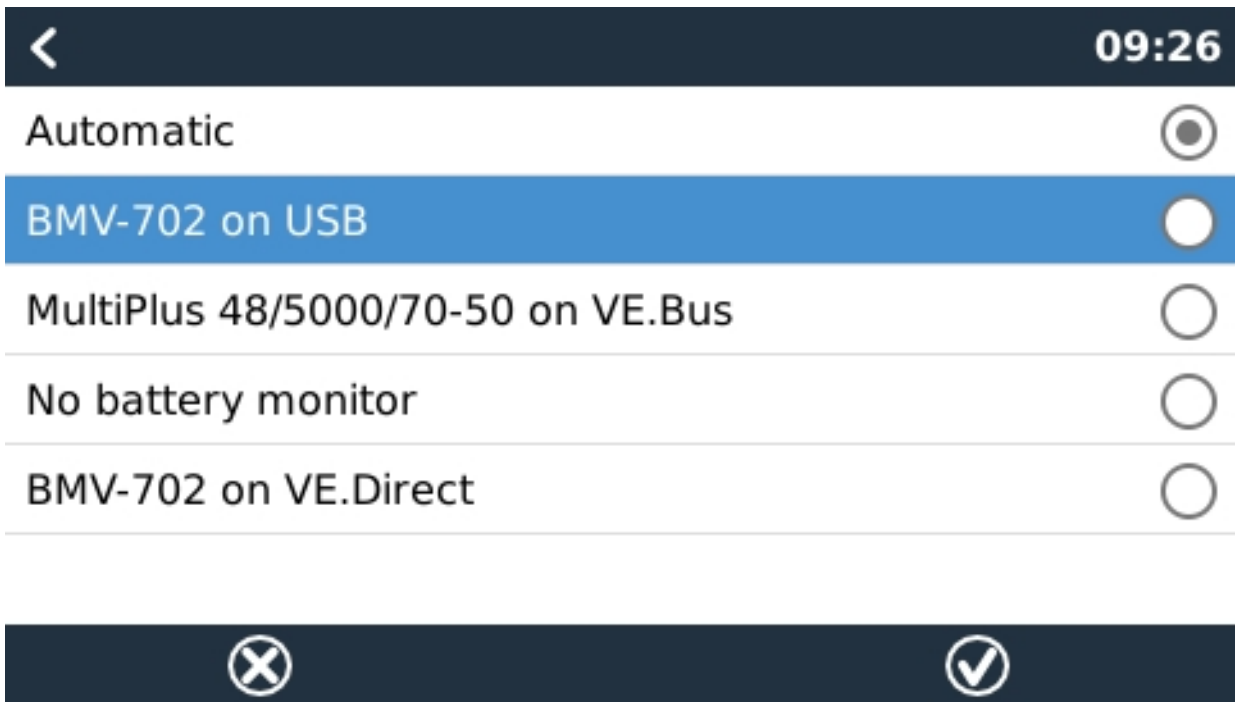 09:26
Automatic
BMV-702 on USB
MultiPlus 48/5000/70-50 on VE.Bus
No battery monitor
BMV-702 on VE.Direct